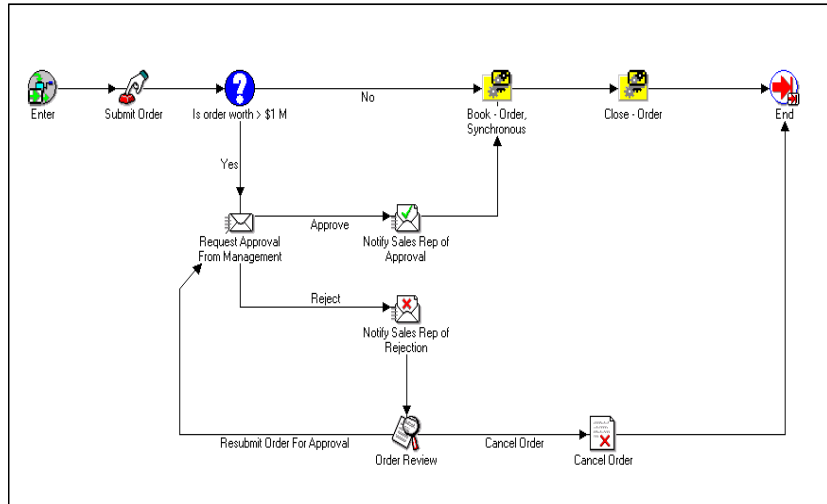 No
Enter
Submit Order
Is order worth > $1 M
Book - Order,
Synchronous
Close - Order
End
Yes
Approve
Request Approval
From Management
Notify Sales Rep of
Approval
Reject
Notify Sales Rep of
Rejection
Resubmit Order For Approval
Order Review
Cancel Order
Cancel Order